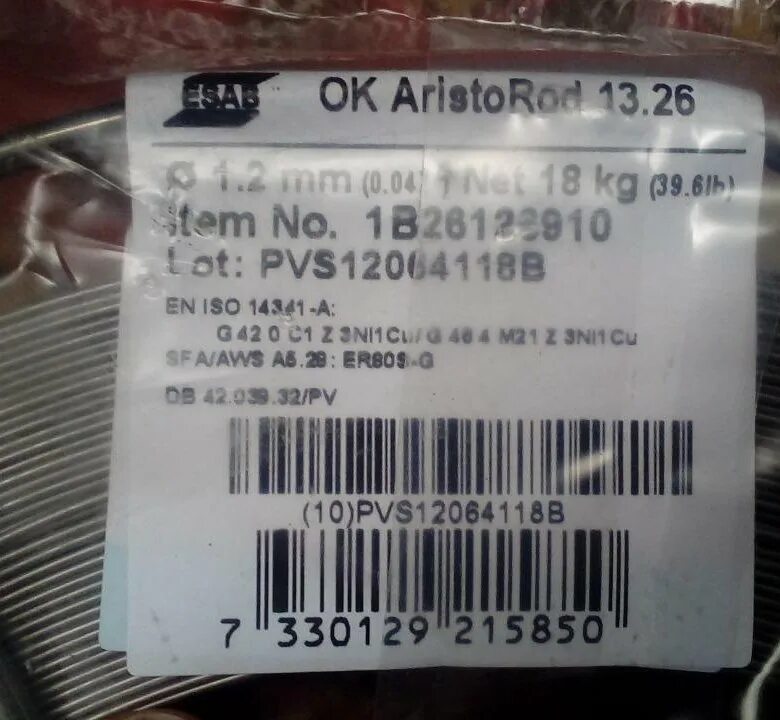 ESAB OK AristoRod 13.26
Ø 1.2 mm (0.04") Net 18 kg (39.6lb)
Item No. 1B26126910
Lot: PVS12064118B
EN ISO 14341-A:
G 42 0 C1 Z 3NI1Cu/ G 46 4 M21 Z 3NI1Cu
SFA/AWS A5.28: ER80S-G
DB 42.039.32/PV
(10)PVS12064118B
7 330129 215850